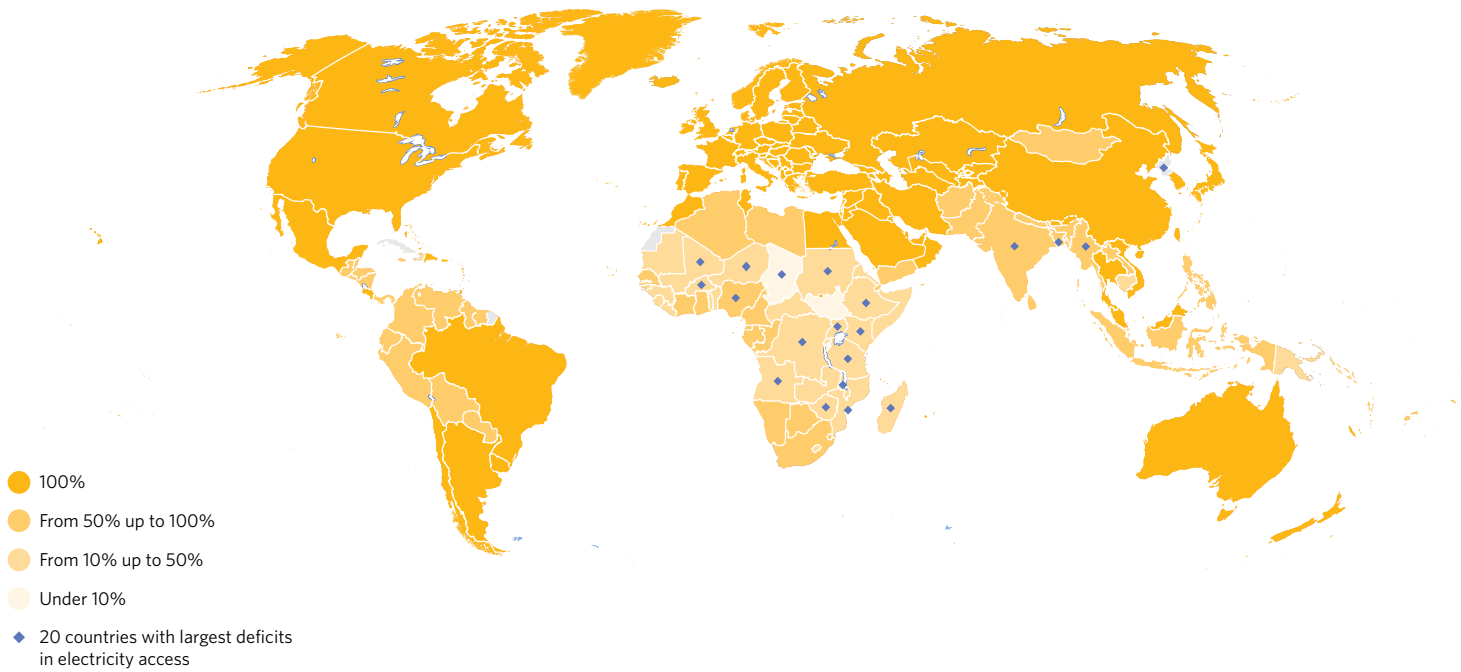 100%
From 50% up to 100%
From 10% up to 50%
Under 10%
20 countries with largest deficits
in electricity access